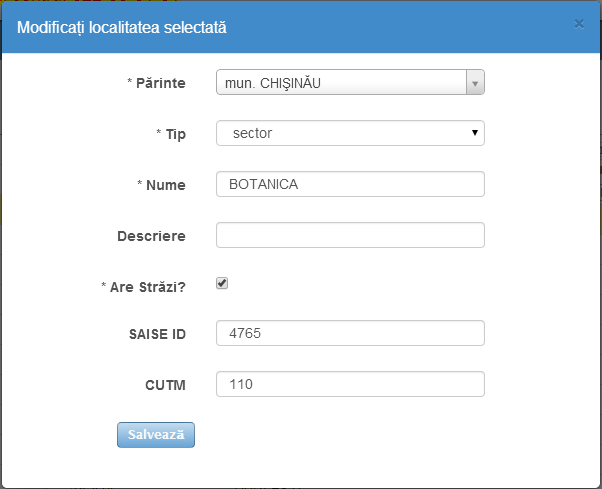 Modificați localitatea selectată ×
* Părinte mun. CHIŞINĂU
* Tip sector
* Nume BOTANICA
Descriere
* Are Străzi?
SAISE ID 4765
CUTM 110
Salvează